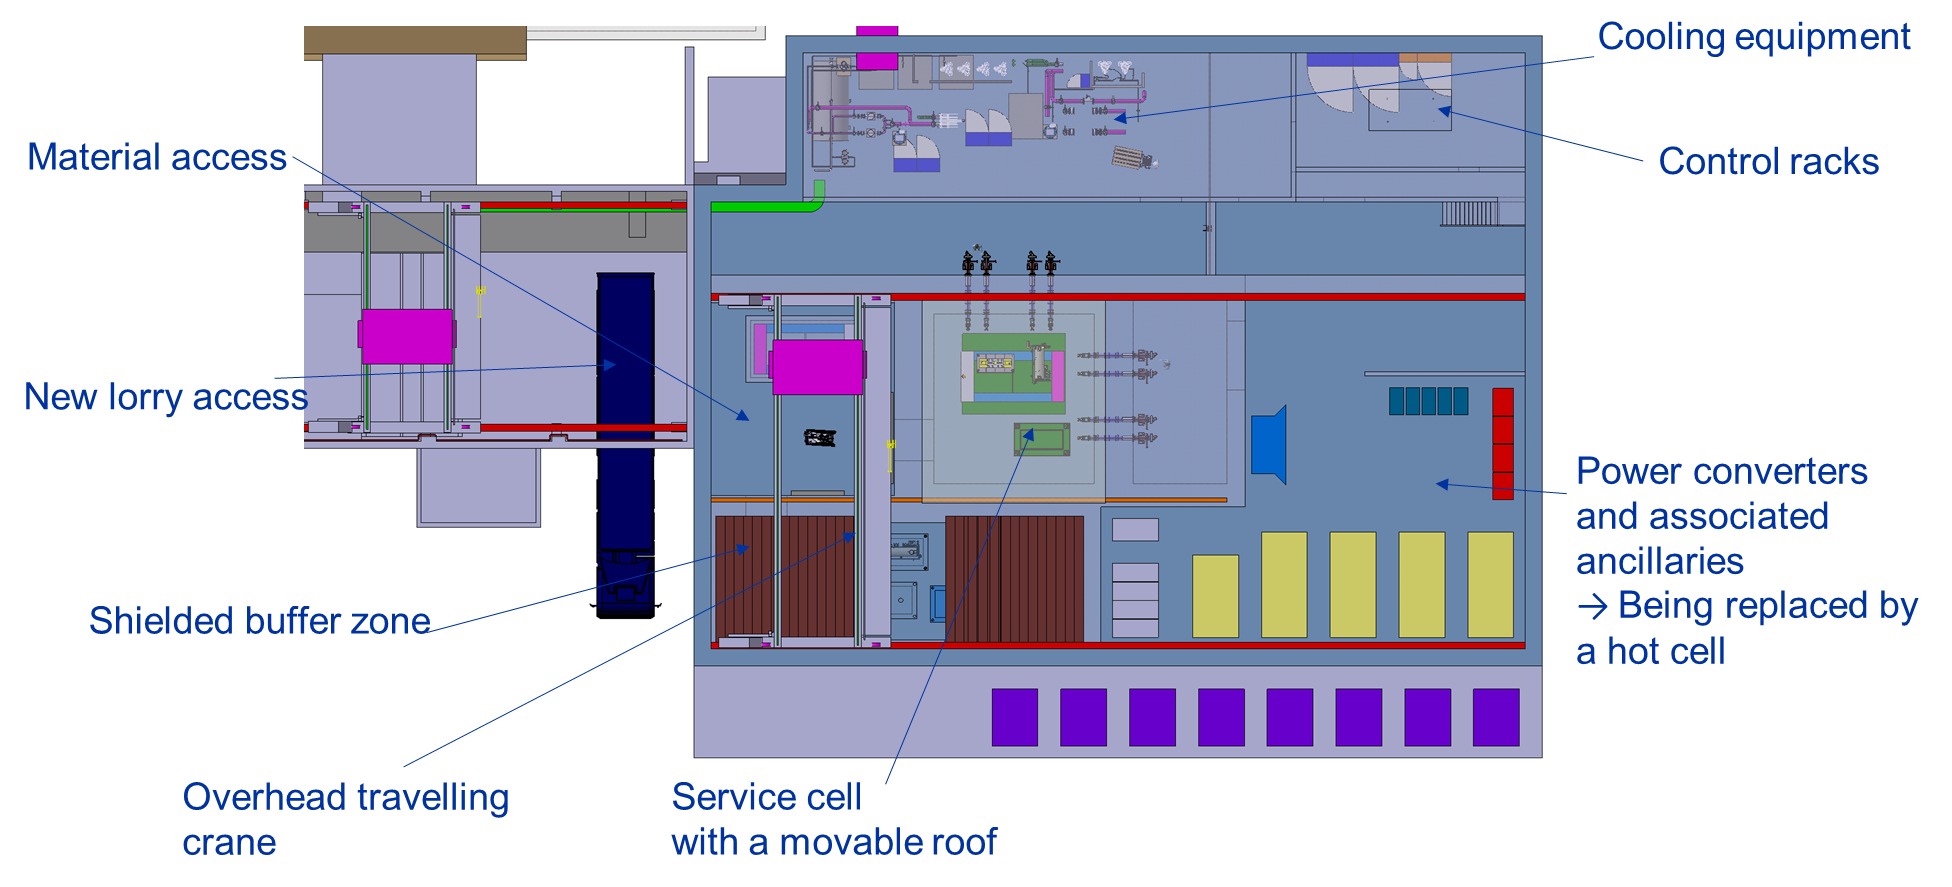 Cooling equipment
Material access
Control racks
New lorry access
Power converters
and associated
ancillaries
→ Being replaced by
a hot cell
Shielded buffer zone
Overhead travelling
crane
Service cell
with a movable roof